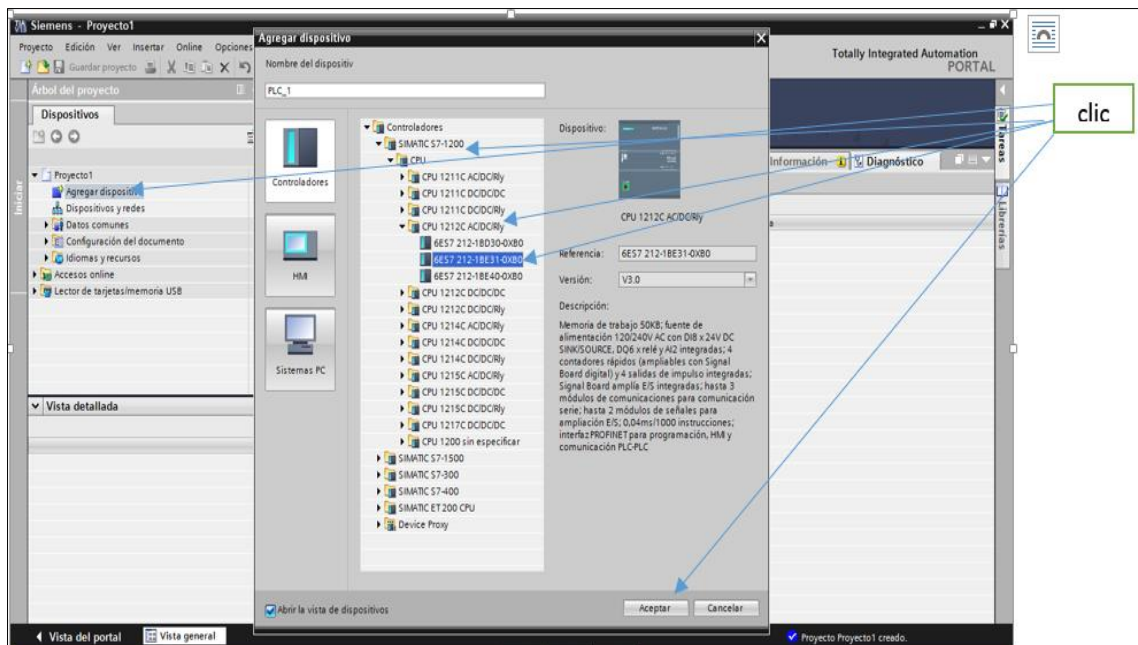 Siemens - Proyecto1
Proyecto Edición Ver Insertar Online Opciones
Guardar proyecto
Totally Integrated Automation
PORTAL
Árbol del proyecto
Dispositivos
Proyecto1
Agregar dispositivo
Dispositivos y redes
Datos comunes
Configuración del documento
Idiomas y recursos
Accesos online
Lector de tarjetas/memoria USB
Vista detallada
Iniciar
Agregar dispositivo
Nombre del dispositiv
PLC_1
Controladores
HMI
Sistemas PC
Controladores
SIMATIC S7-1200
CPU
CPU 1211C AC/DC/Rly
CPU 1211C DC/DC/DC
CPU 1211C DC/DC/Rly
CPU 1212C AC/DC/Rly
6ES7 212-1BD30-0XB0
6ES7 212-1BE31-0XB0
6ES7 212-1BE40-0XB0
CPU 1212C DC/DC/DC
CPU 1212C DC/DC/Rly
CPU 1214C AC/DC/Rly
CPU 1214C DC/DC/DC
CPU 1214C DC/DC/Rly
CPU 1215C AC/DC/Rly
CPU 1215C DC/DC/DC
CPU 1215C DC/DC/Rly
CPU 1217C DC/DC/DC
CPU 1200 sin especificar
SIMATIC S7-1500
SIMATIC S7-300
SIMATIC S7-400
SIMATIC ET 200 CPU
Device Proxy
Dispositivo:
CPU 1212C AC/DC/Rly
Referencia: 6ES7 212-1BE31-0XB0
Versión: V3.0
Descripción:
Memoria de trabajo 50KB; fuente de
alimentación 120/240V AC con DI8 x 24V DC
SINK/SOURCE, DQ6 x relé y AI2 integradas; 4
contadores rápidos (ampliables con Signal
Board digital) y 4 salidas de impulso integradas;
Signal Board amplía E/S integradas; hasta 3
módulos de comunicaciones para comunicación
serie; hasta 2 módulos de señales para
ampliación E/S; 0,04ms/1000 instrucciones;
interfaz PROFINET para programación, HMI y
comunicación PLC-PLC
Abrir la vista de dispositivos
Aceptar Cancelar
Información Diagnóstico
Tareas
Librerías
clic
Vista del portal Vista general
Proyecto Proyecto1 creado.